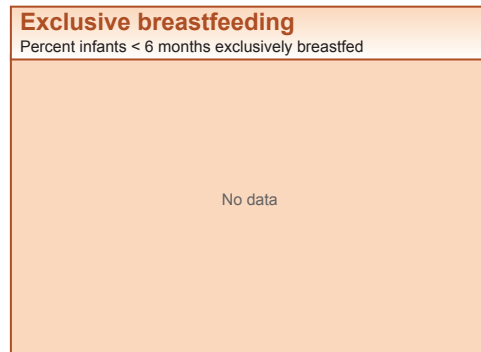 Exclusive breastfeeding
Percent infants < 6 months exclusively breastfed
No data